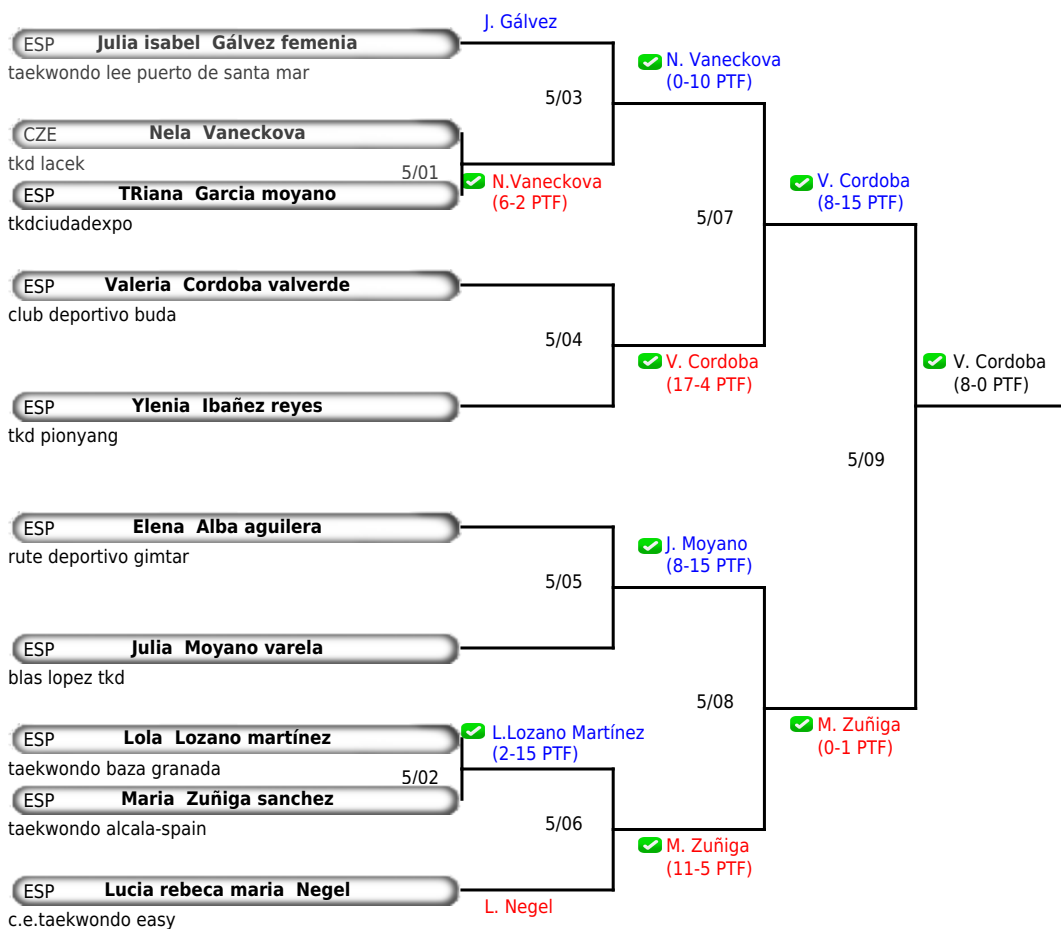 J. Gálvez
ESP Julia isabel Gálvez femenia
taekwondo lee puerto de santa mar
N. Vaneckova
(0-10 PTF)
5/03
CZE Nela Vaneckova
tkd lacek
5/01
N.Vaneckova
(6-2 PTF)
ESP TRiana Garcia moyano
tkdciudadexpo
V. Cordoba
(8-15 PTF)
5/07
ESP Valeria Cordoba valverde
club deportivo buda
5/04
V. Cordoba
(17-4 PTF)
V. Cordoba
(8-0 PTF)
ESP Ylenia Ibañez reyes
tkd pionyang
5/09
ESP Elena Alba aguilera
rute deportivo gimtar
J. Moyano
(8-15 PTF)
5/05
ESP Julia Moyano varela
blas lopez tkd
5/08
M. Zuñiga
(0-1 PTF)
ESP Lola Lozano martínez
taekwondo baza granada
L.Lozano Martínez
(2-15 PTF)
5/02
ESP Maria Zuñiga sanchez
taekwondo alcala-spain
5/06
M. Zuñiga
(11-5 PTF)
ESP Lucia rebeca maria Negel
c.e.taekwondo easy
L. Negel